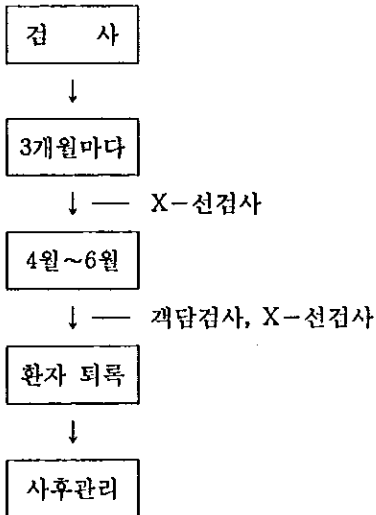 검 사
↓
3개월마다
↓ — X-선검사
4월~6월
↓ — 객담검사, X-선검사
환자 퇴록
↓
사후관리